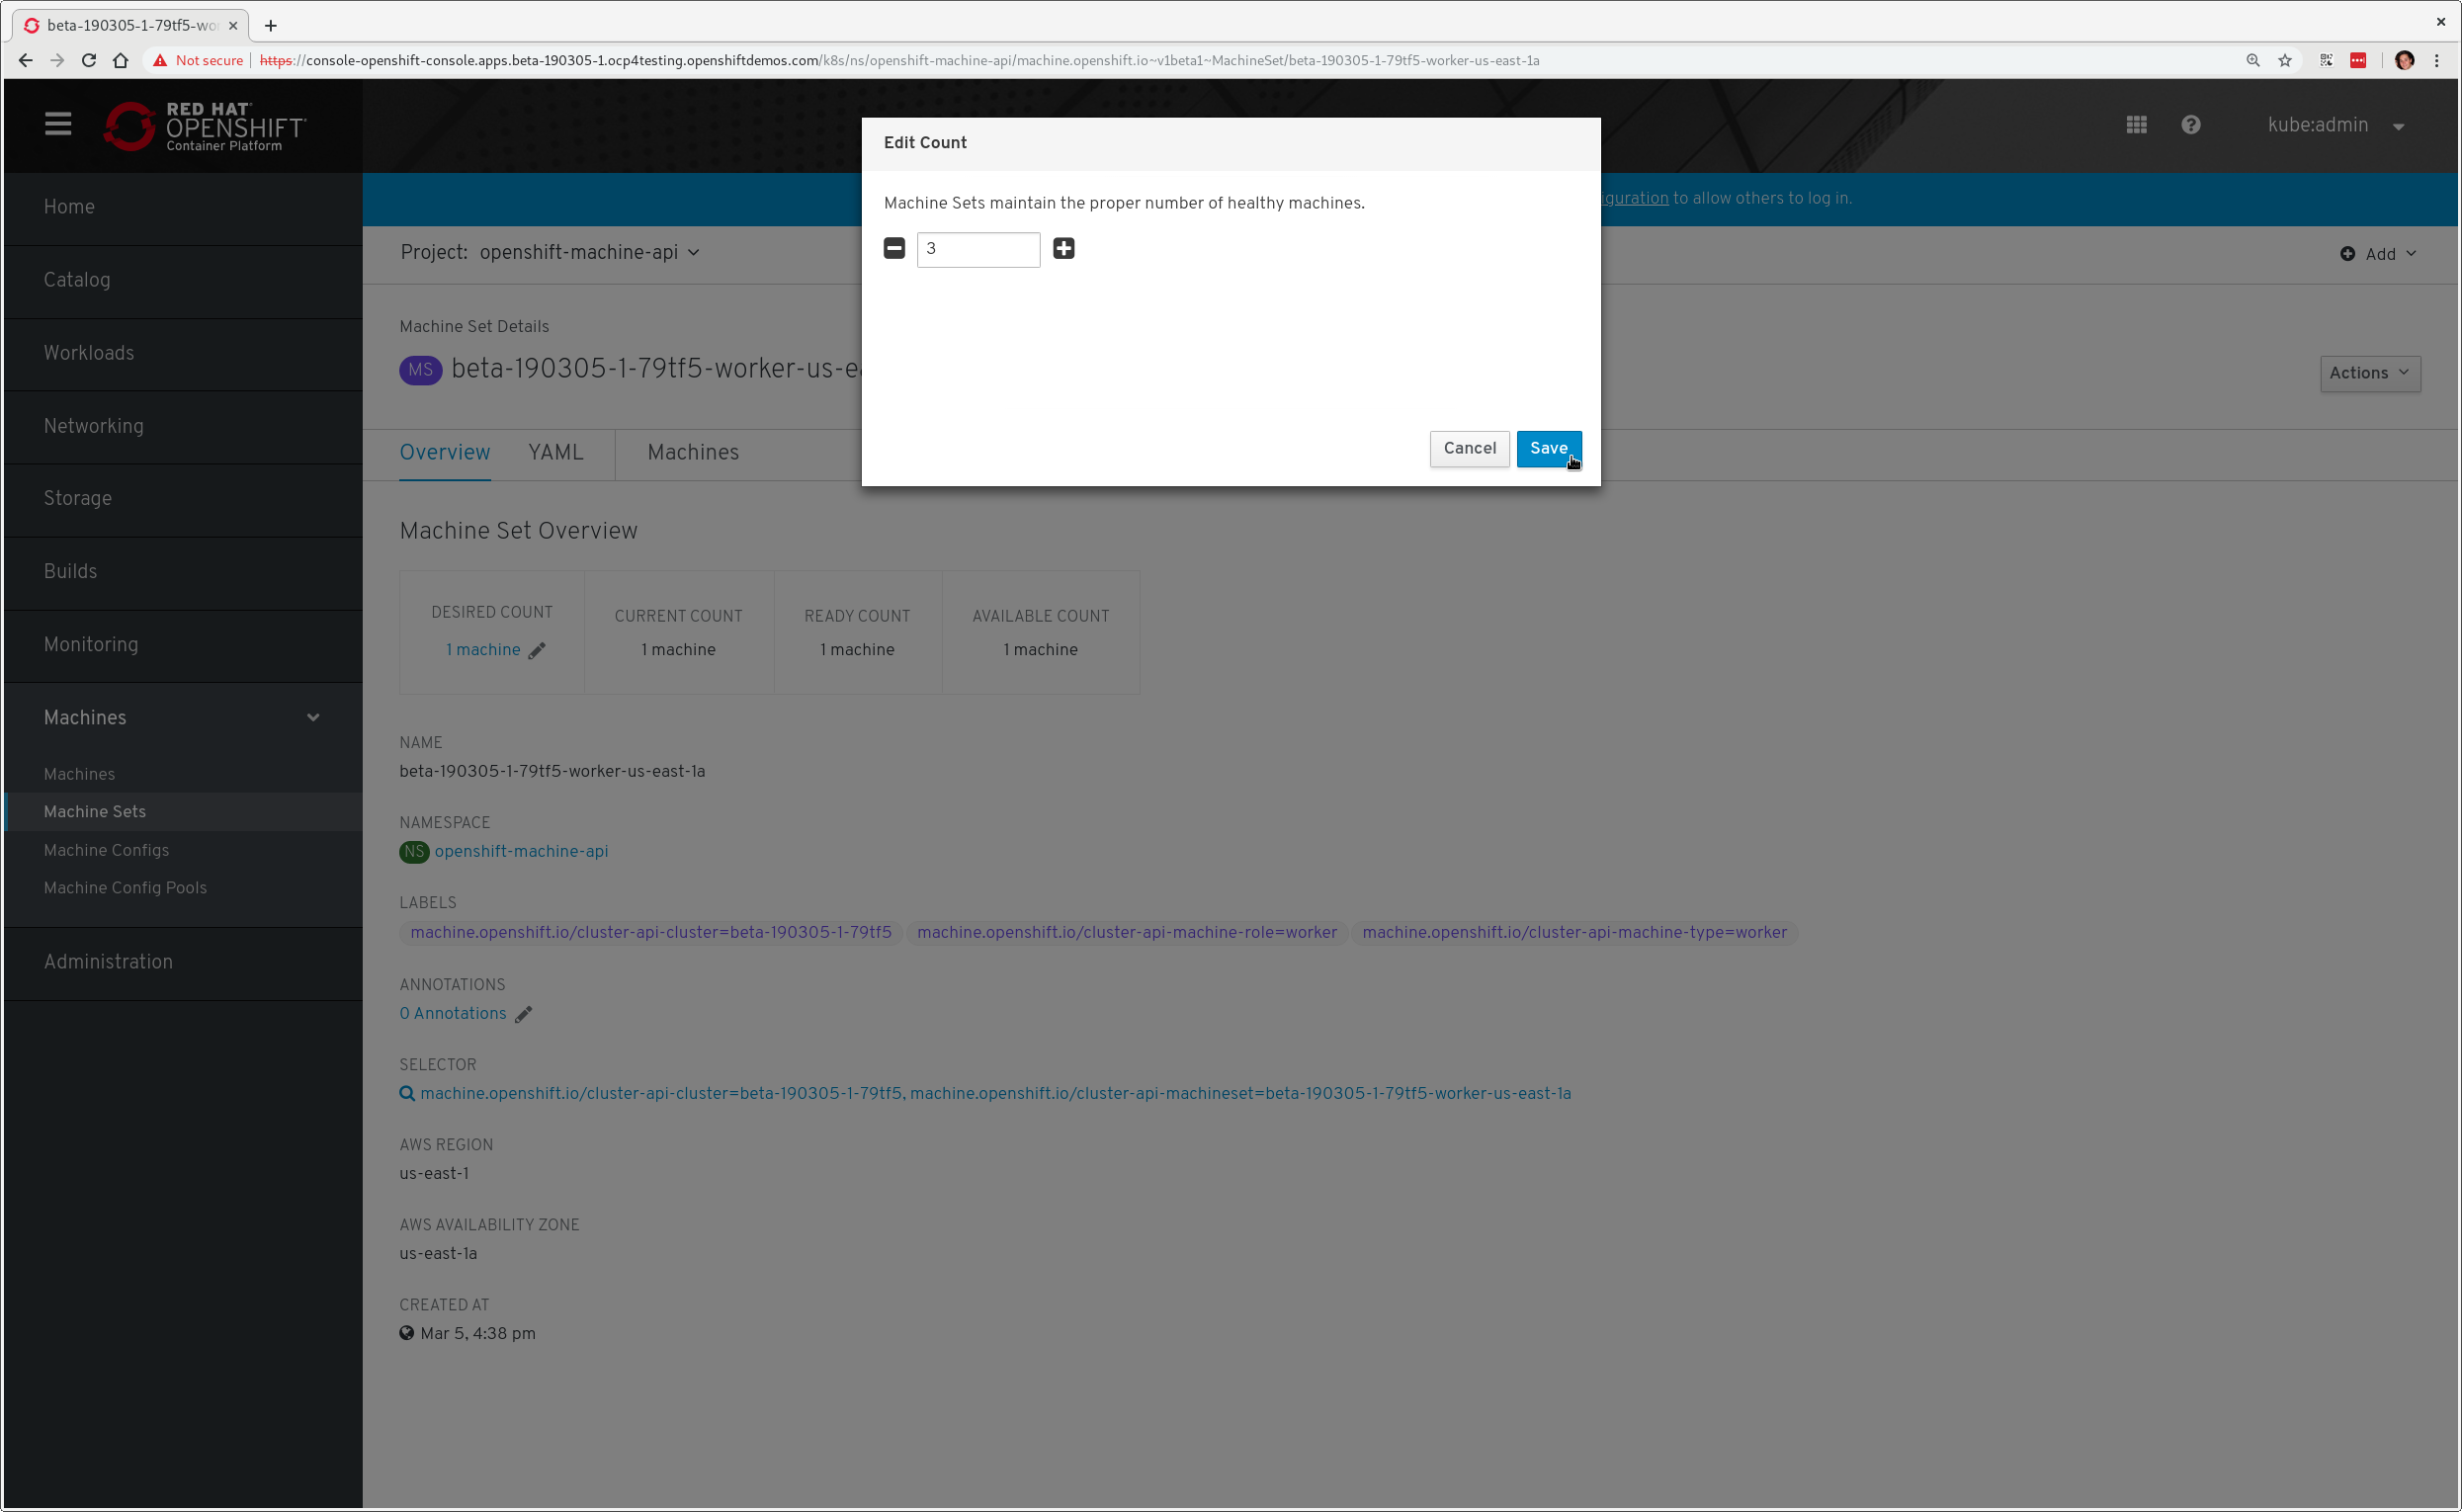 beta-190305-1-79tf5-wo
Not secure https://console-openshift-console.apps.beta-190305-1.ocp4testing.openshiftdemos.com/k8s/ns/openshift-machine-api/machine.openshift.io~v1beta1~MachineSet/beta-190305-1-79tf5-worker-us-east-1a
RED HAT
OPENSHIFT
Container Platform
kube:admin
Home
Catalog
Workloads
Networking
Storage
Builds
Monitoring
Machines
Machines
Machine Sets
Machine Configs
Machine Config Pools
Administration
Edit Count
Machine Sets maintain the proper number of healthy machines.
3
Cancel Save
iguration to allow others to log in.
Project: openshift-machine-api
Add
Machine Set Details
MS beta-190305-1-79tf5-worker-us-ea
Actions
Overview YAML Machines
Machine Set Overview
DESIRED COUNT CURRENT COUNT READY COUNT AVAILABLE COUNT
1 machine 1 machine 1 machine 1 machine
NAME
beta-190305-1-79tf5-worker-us-east-1a
NAMESPACE
NS openshift-machine-api
LABELS
machine.openshift.io/cluster-api-cluster=beta-190305-1-79tf5 machine.openshift.io/cluster-api-machine-role=worker machine.openshift.io/cluster-api-machine-type=worker
ANNOTATIONS
0 Annotations
SELECTOR
machine.openshift.io/cluster-api-cluster=beta-190305-1-79tf5, machine.openshift.io/cluster-api-machineset=beta-190305-1-79tf5-worker-us-east-1a
AWS REGION
us-east-1
AWS AVAILABILITY ZONE
us-east-1a
CREATED AT
Mar 5, 4:38 pm